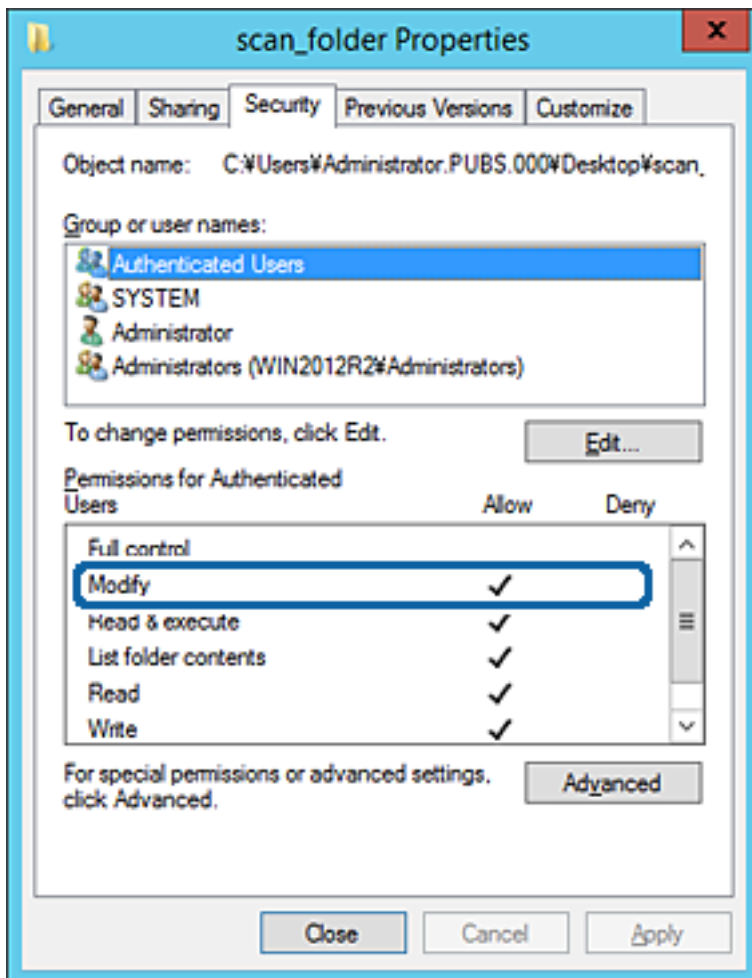 scan_folder Properties
x
General Sharing Security Previous Versions Customize
Object name: C:¥Users¥Administrator.PUBS.000¥Desktop¥scan_
Group or user names:
Authenticated Users
SYSTEM
Administrator
Administrators (WIN2012R2¥Administrators)
To change permissions, click Edit.
Edit...
Permissions for Authenticated
Users Allow Deny
Full control
Modify
Read & execute
List folder contents
Read
Write
For special permissions or advanced settings,
click Advanced.
Advanced
Close Cancel Apply